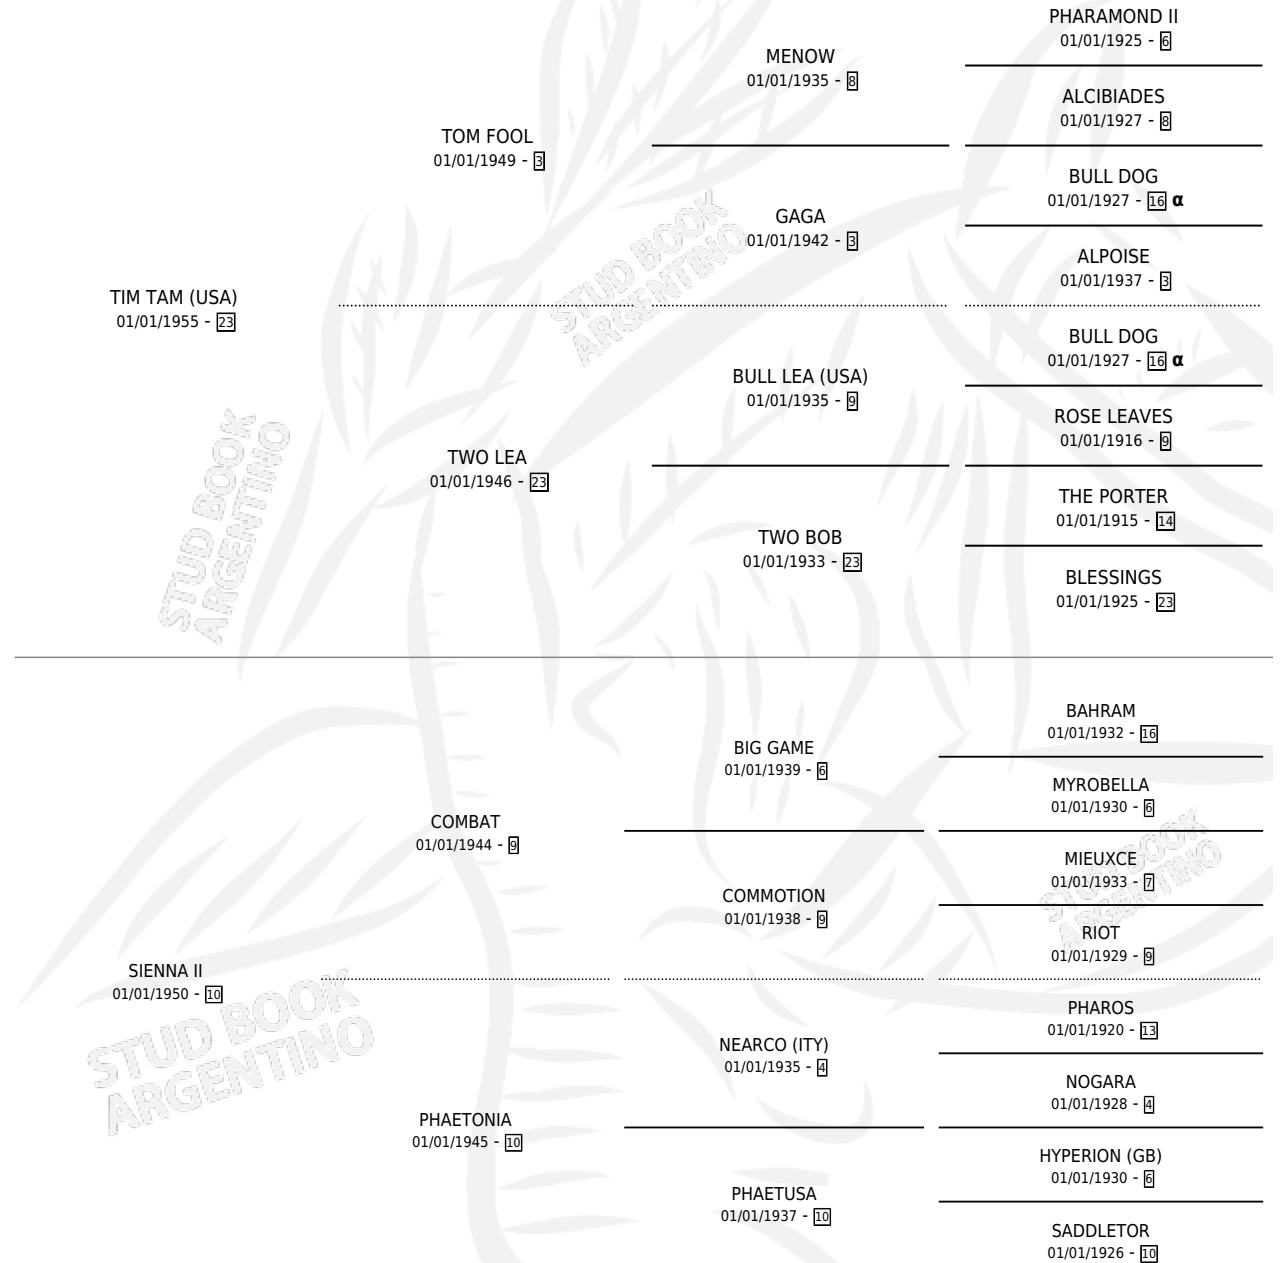 PHARAMOND II
01/01/1925 - 6
MENOW
01/01/1935 - 8
ALCIBIADES
01/01/1927 - 8
TOM FOOL
01/01/1949 - 3
BULL DOG
01/01/1927 - 16 α
GAGA
01/01/1942 - 3
ALPOISE
01/01/1937 - 3
TIM TAM (USA)
01/01/1955 - 23
BULL DOG
01/01/1927 - 16 α
BULL LEA (USA)
01/01/1935 - 9
ROSE LEAVES
01/01/1916 - 9
TWO LEA
01/01/1946 - 23
THE PORTER
01/01/1915 - 14
TWO BOB
01/01/1933 - 23
BLESSINGS
01/01/1925 - 23
BAHRAM
01/01/1932 - 16
BIG GAME
01/01/1939 - 6
MYROBELLA
01/01/1930 - 6
COMBAT
01/01/1944 - 9
MIEUXCE
01/01/1933 - 7
COMMOTION
01/01/1938 - 9
RIOT
01/01/1929 - 9
SIENNA II
01/01/1950 - 10
PHAROS
01/01/1920 - 13
NEARCO (ITY)
01/01/1935 - 4
NOGARA
01/01/1928 - 4
PHAETONIA
01/01/1945 - 10
HYPERION (GB)
01/01/1930 - 6
PHAETUSA
01/01/1937 - 10
SADDLETOR
01/01/1926 - 10
STUD BOOK
ARGENTINO
STUD BOOK
ARGENTINO
STUD BOOK
ARGENTINO
STUD BOOK
ARGENTINO